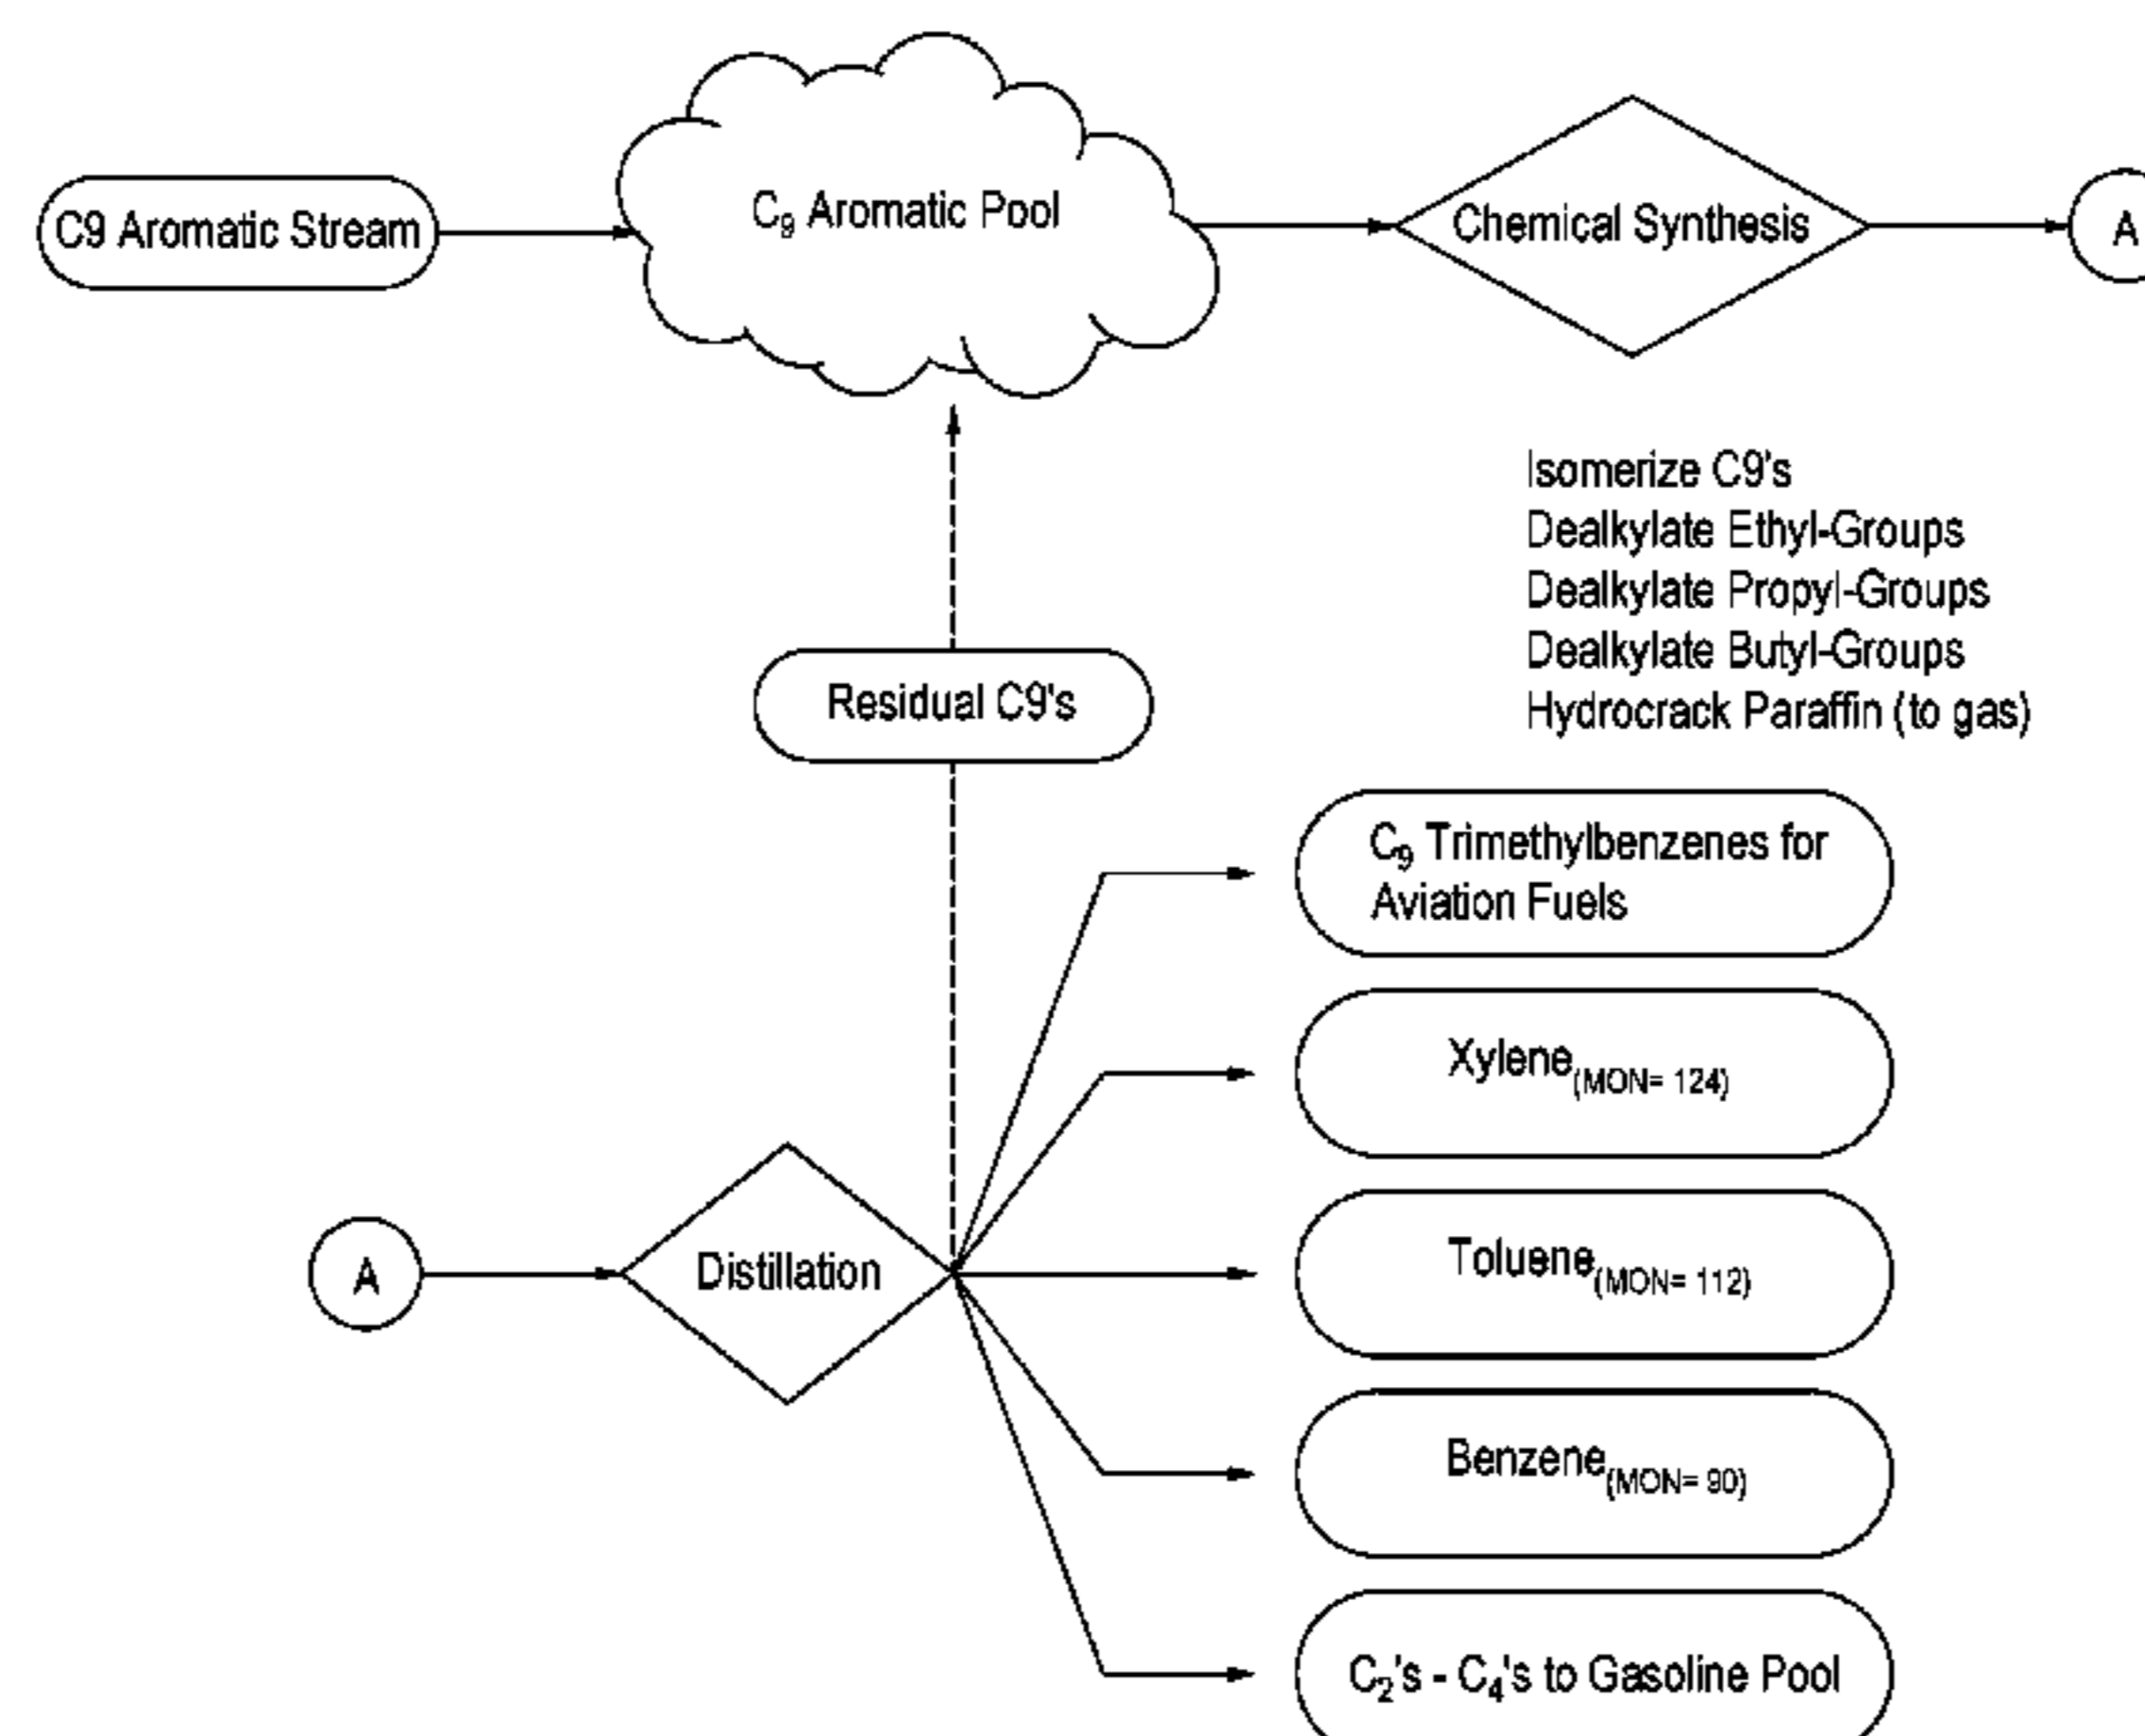 C9 Aromatic Stream
C₉ Aromatic Pool
Chemical Synthesis
A
Isomerize C9's
Dealkylate Ethyl-Groups
Dealkylate Propyl-Groups
Dealkylate Butyl-Groups
Hydrocrack Paraffin (to gas)
Residual C9's
C₉ Trimethylbenzenes for
Aviation Fuels
Xylene(MON= 124)
A
Distillation
Toluene(MON= 112)
Benzene(MON= 90)
C₂'s - C₄'s to Gasoline Pool